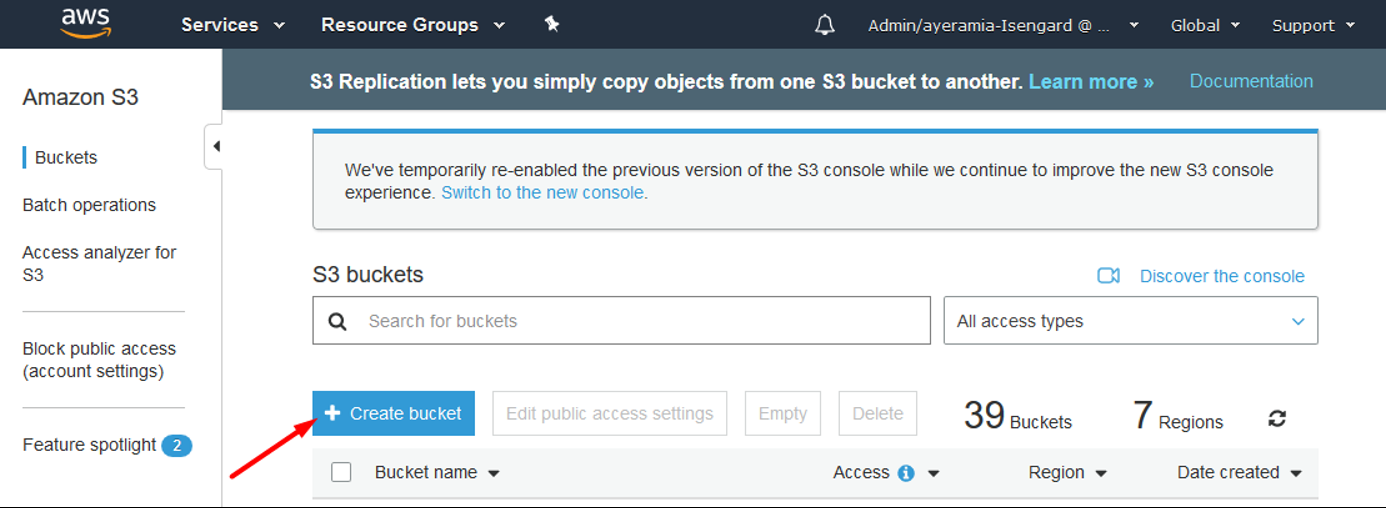 aws
Services
Resource Groups
Admin/ayeramia-Isengard @ ...
Global
Support
Amazon S3
Buckets
Batch operations
Access analyzer for
S3
Block public access
(account settings)
Feature spotlight 2
S3 Replication lets you simply copy objects from one S3 bucket to another. Learn more »
Documentation
We've temporarily re-enabled the previous version of the S3 console while we continue to improve the new S3 console
experience. Switch to the new console.
S3 buckets
Discover the console
Search for buckets
All access types
+ Create bucket
Edit public access settings
Empty
Delete
39 Buckets
7 Regions
Bucket name
Access
Region
Date created